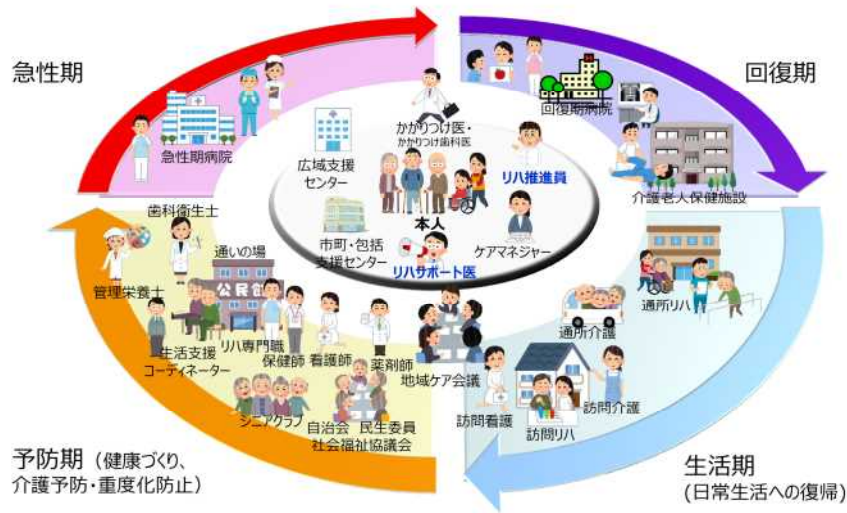 急性期
急性期病院
回復期
回復期病院
介護老人保健施設
かかりつけ医・
かかりつけ歯科医
広域支援
センター
リハ推進員
本人
市町・包括
支援センター
リハサポート医
ケアマネジャー
歯科衛生士
管理栄養士
通いの場
公民館
生活支援
コーディネーター
リハ専門職
保健師
看護師
薬剤師
地域ケア会議
シニアクラブ
自治会 民生委員
社会福祉協議会
通所リハ
通所介護
訪問看護
訪問リハ
訪問介護
予防期（健康づくり、
介護予防・重度化防止）
生活期
(日常生活への復帰)